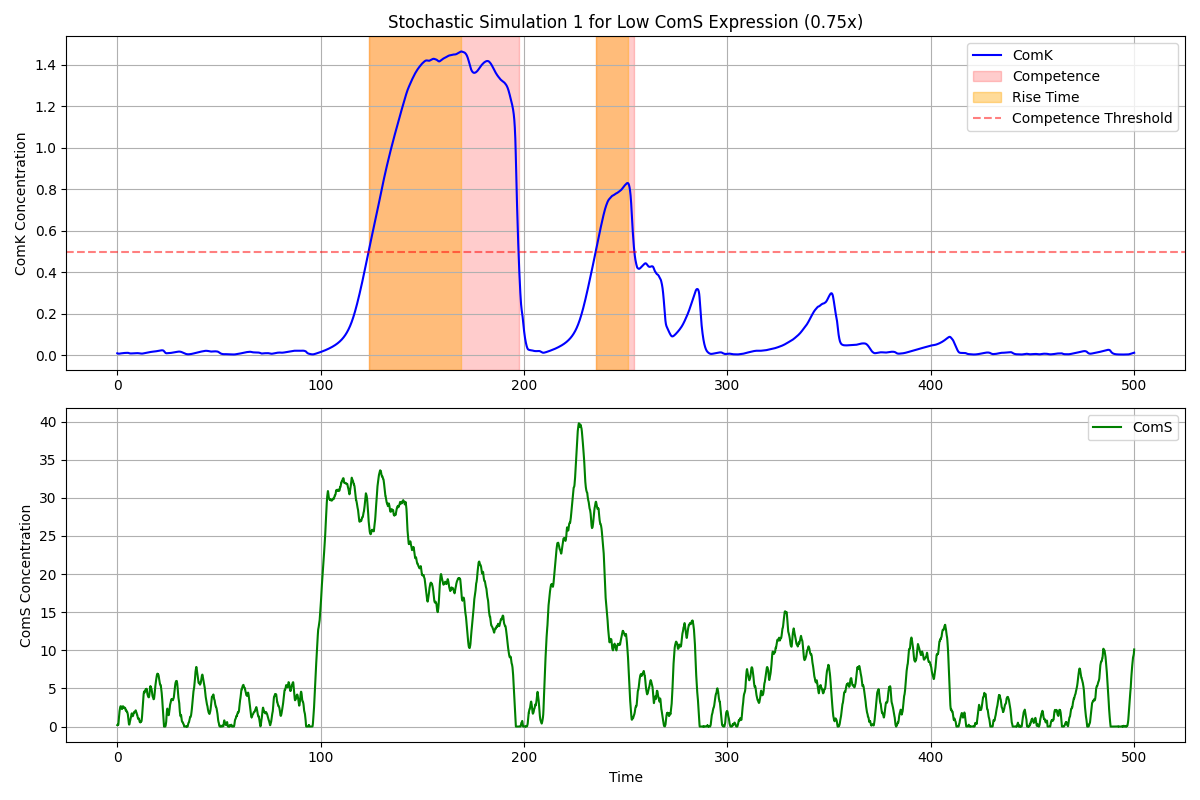 Stochastic Simulation 1 for Low ComS Expression (0.75x)
ComK Concentration
1.4
1.2
1.0
0.8
0.6
0.4
0.2
0.0
ComK
Competence
Rise Time
Competence Threshold
0 100 200 300 400 500
ComS Concentration
40
35
30
25
20
15
10
5
0
ComS
0 100 200 300 400 500
Time